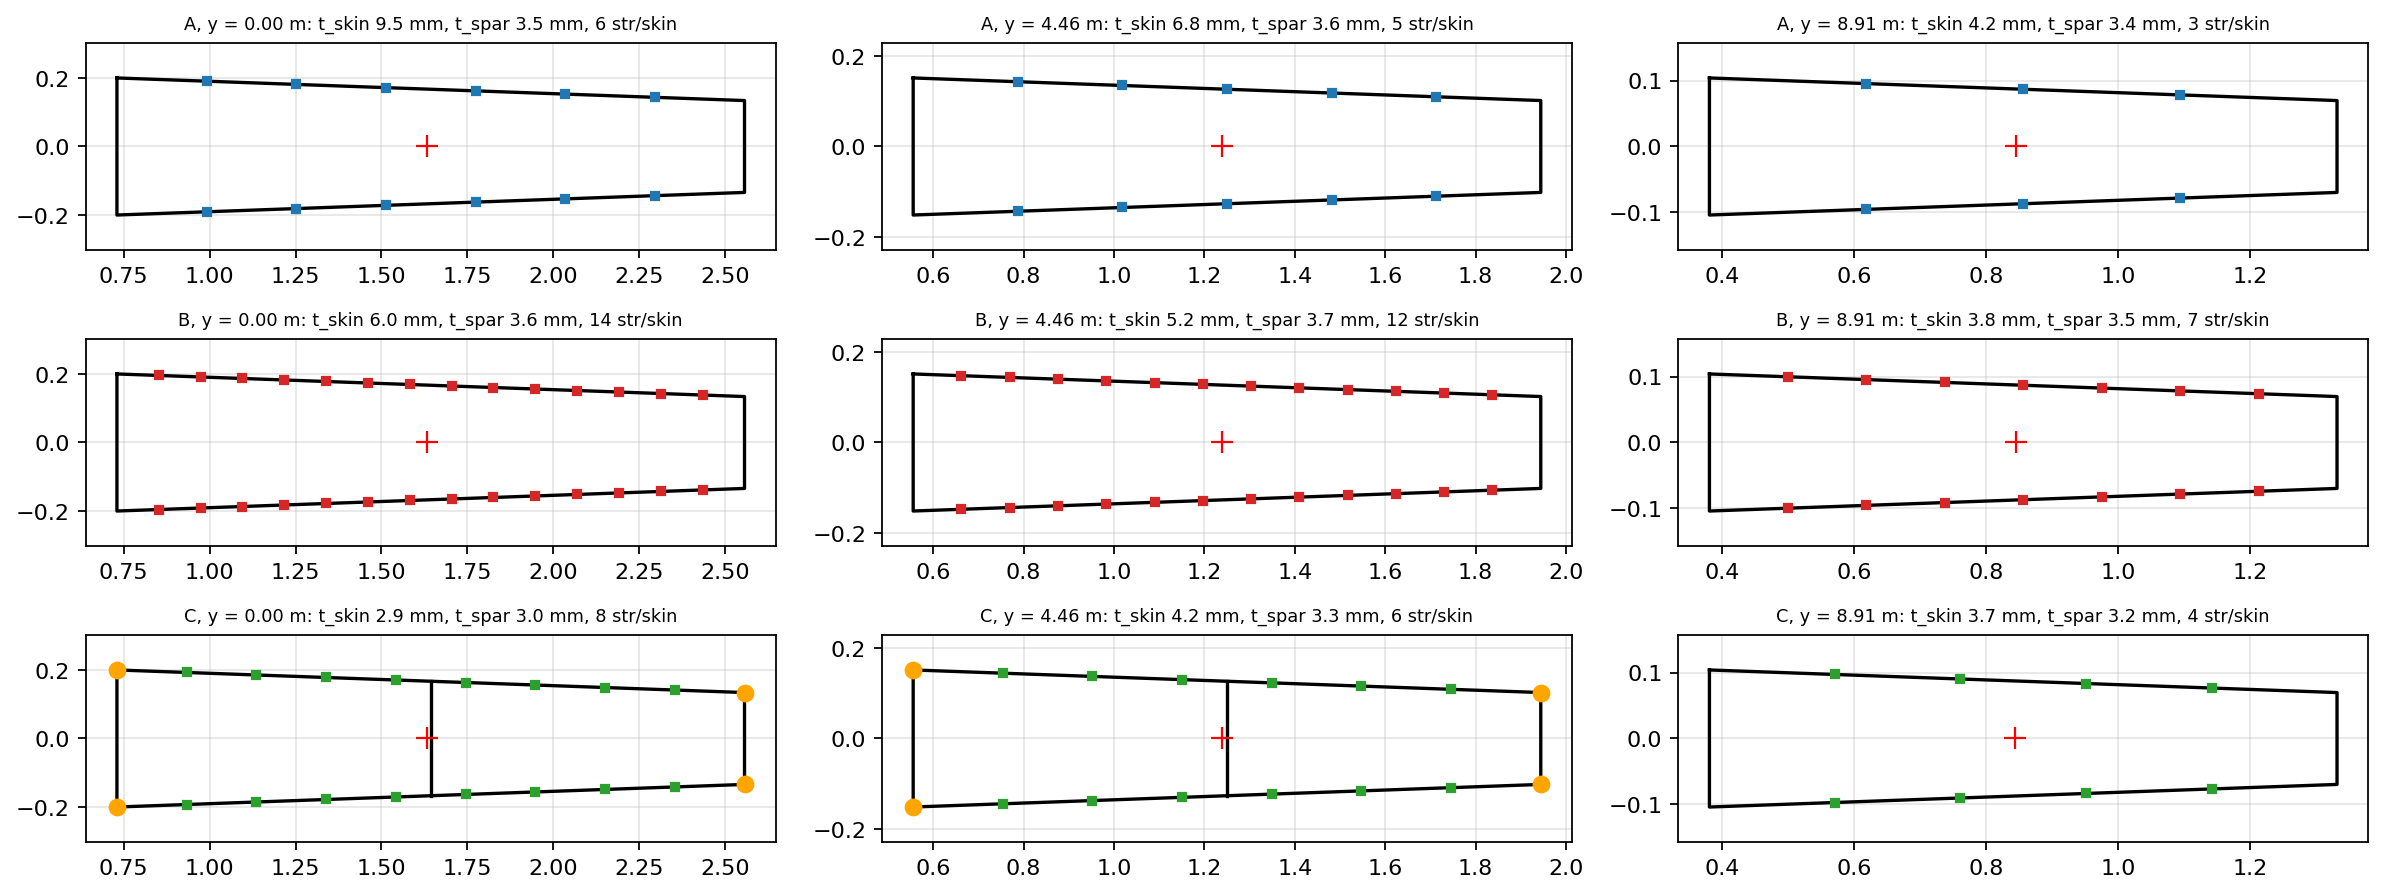 A, y = 0.00 m: t_skin 9.5 mm, t_spar 3.5 mm, 6 str/skin
0.2
0.0
−0.2
0.75 1.00 1.25 1.50 1.75 2.00 2.25 2.50
A, y = 4.46 m: t_skin 6.8 mm, t_spar 3.6 mm, 5 str/skin
0.2
0.0
−0.2
0.6 0.8 1.0 1.2 1.4 1.6 1.8 2.0
A, y = 8.91 m: t_skin 4.2 mm, t_spar 3.4 mm, 3 str/skin
0.1
0.0
−0.1
0.4 0.6 0.8 1.0 1.2
B, y = 0.00 m: t_skin 6.0 mm, t_spar 3.6 mm, 14 str/skin
0.2
0.0
−0.2
0.75 1.00 1.25 1.50 1.75 2.00 2.25 2.50
B, y = 4.46 m: t_skin 5.2 mm, t_spar 3.7 mm, 12 str/skin
0.2
0.0
−0.2
0.6 0.8 1.0 1.2 1.4 1.6 1.8 2.0
B, y = 8.91 m: t_skin 3.8 mm, t_spar 3.5 mm, 7 str/skin
0.1
0.0
−0.1
0.4 0.6 0.8 1.0 1.2
C, y = 0.00 m: t_skin 2.9 mm, t_spar 3.0 mm, 8 str/skin
0.2
0.0
−0.2
0.75 1.00 1.25 1.50 1.75 2.00 2.25 2.50
C, y = 4.46 m: t_skin 4.2 mm, t_spar 3.3 mm, 6 str/skin
0.2
0.0
−0.2
0.6 0.8 1.0 1.2 1.4 1.6 1.8 2.0
C, y = 8.91 m: t_skin 3.7 mm, t_spar 3.2 mm, 4 str/skin
0.1
0.0
−0.1
0.4 0.6 0.8 1.0 1.2